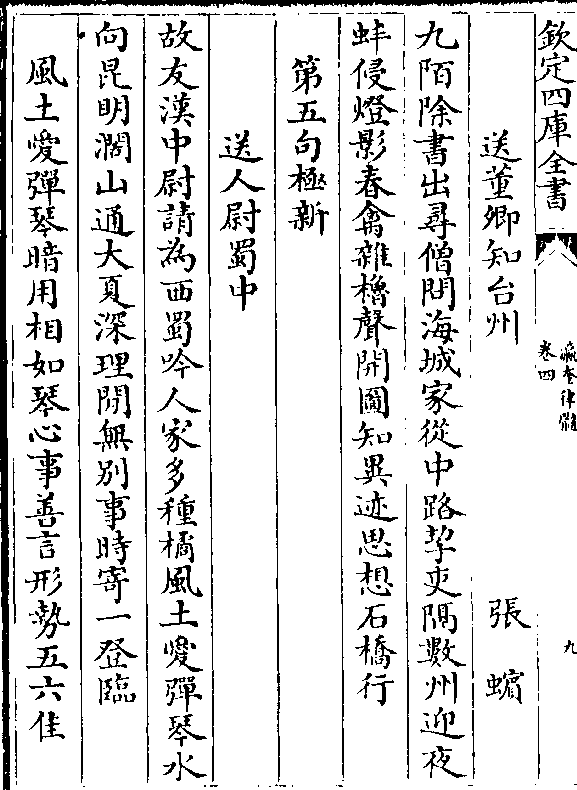 欽定四庫全書
瀛奎律髓
卷四
九
送董卿知台州 張蠙
九陌除書出尋僧問海城家從中路挈吏隔數州迎夜
蚌侵燈影春禽雜櫓聲開圖知異迹思想石橋行
第五句極新
送人尉蜀中
故友漢中尉請為西蜀吟人家多種橘風土愛彈琴水
向昆明濶山通大夏深理開無別事時寄一登臨
風土愛彈琴暗用相如琴心事善言形勢五六佳